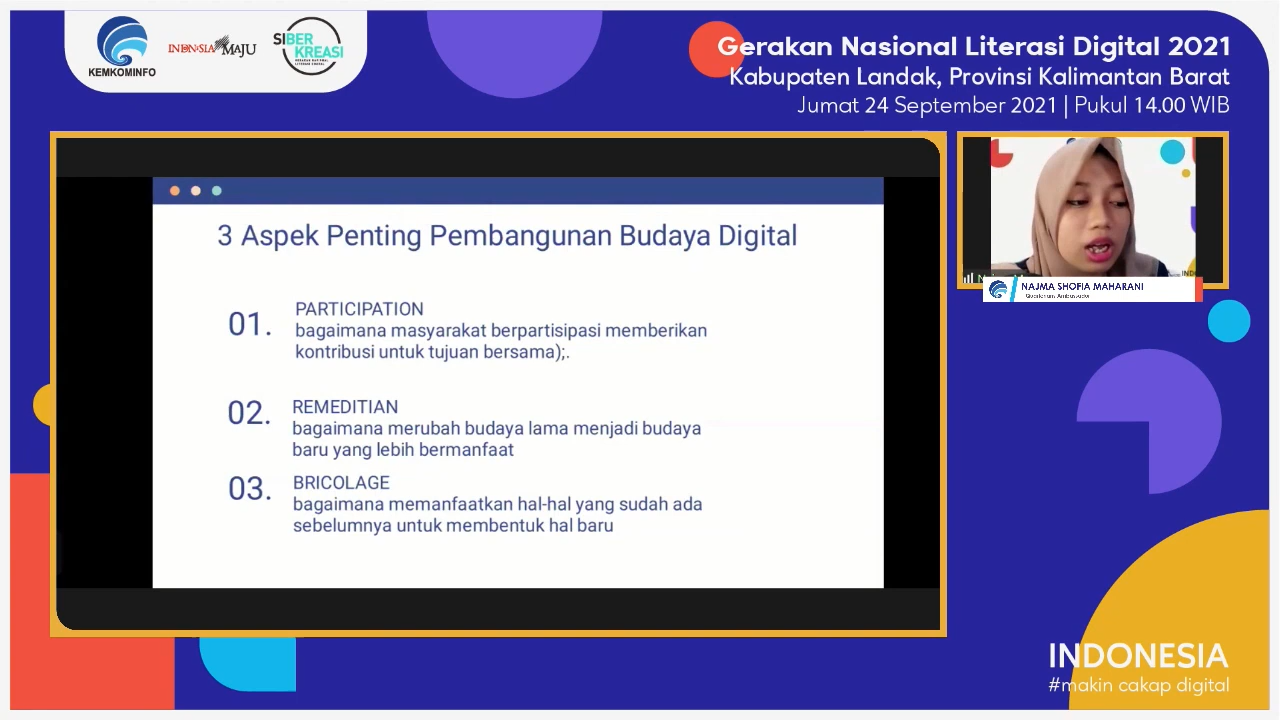 KEMKOMINFO
INDONESIA MAJU
SIBER KREASI
Gerakan Nasional Literasi Digital 2021
Kabupaten Landak, Provinsi Kalimantan Barat
Jumat 24 September 2021 | Pukul 14.00 WIB
3 Aspek Penting Pembangunan Budaya Digital
01.
PARTICIPATION
bagaimana masyarakat berpartisipasi memberikan
kontribusi untuk tujuan bersama);.
02.
REMEDITIAN
bagaimana merubah budaya lama menjadi budaya
baru yang lebih bermanfaat
03.
BRICOLAGE
bagaimana memanfaatkan hal-hal yang sudah ada
sebelumnya untuk membentuk hal baru
NAJMA SHOFIA MAHARANI
INDONESIA
#makin cakap digital